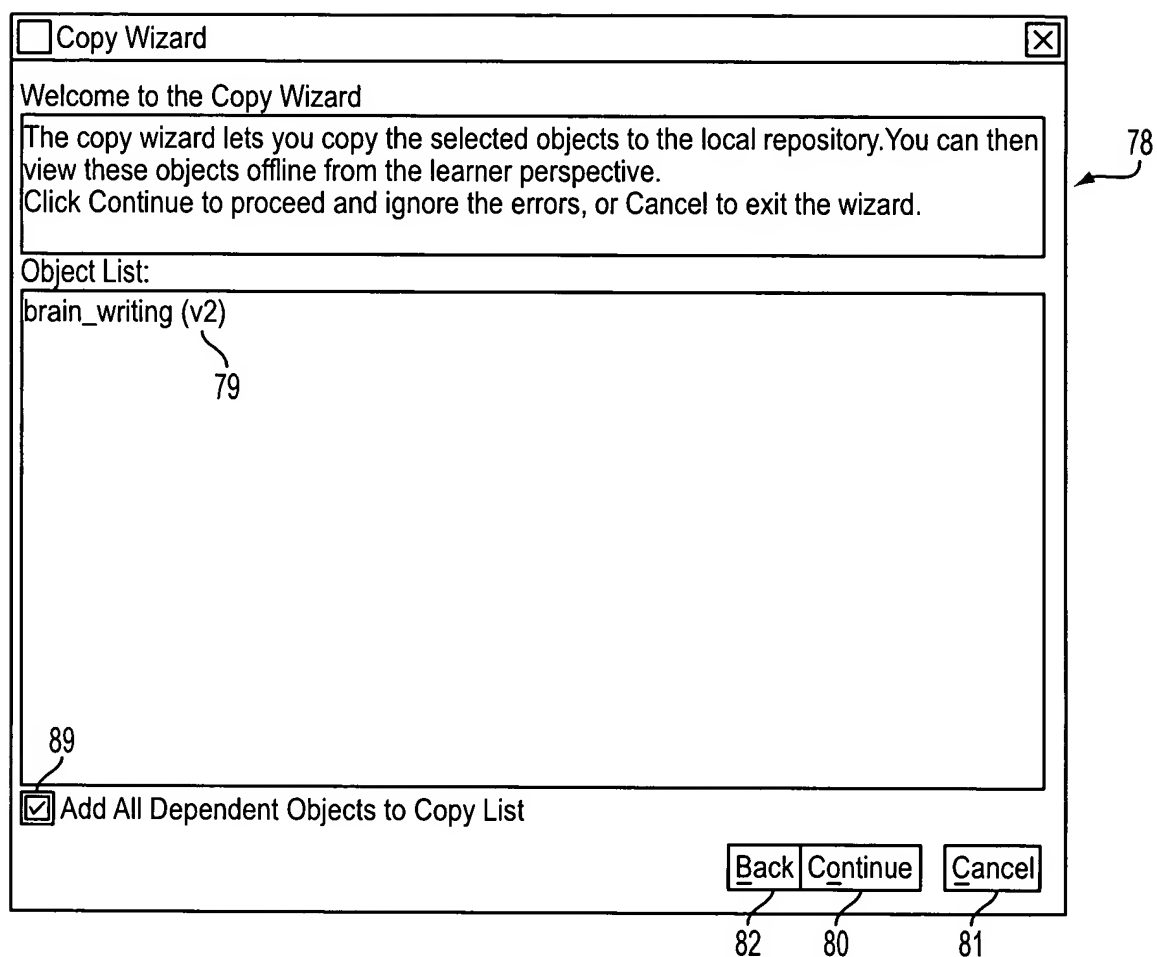 Copy Wizard
Welcome to the Copy Wizard
The copy wizard lets you copy the selected objects to the local repository.You can then
view these objects offline from the learner perspective.
Click Continue to proceed and ignore the errors, or Cancel to exit the wizard.
78
Object List:
brain_writing (v2)
79
89
Add All Dependent Objects to Copy List
Back Continue Cancel
82 80 81